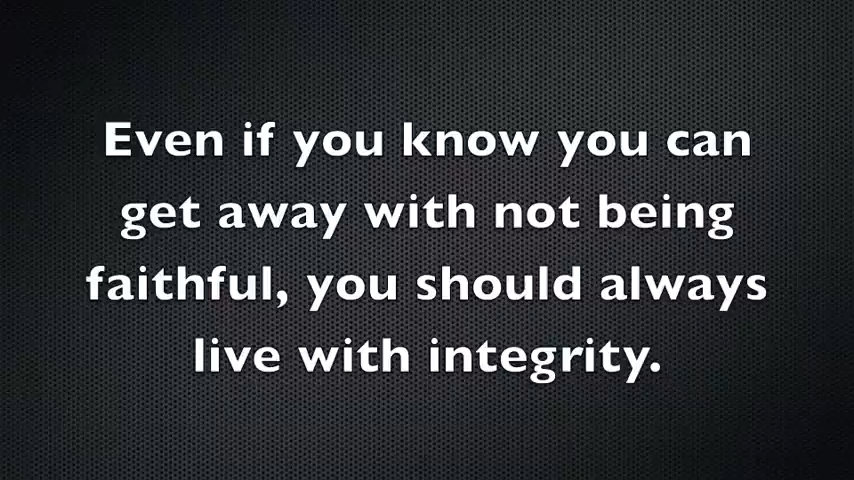 Even if you know you can
get away with not being
faithful, you should always
live with integrity.